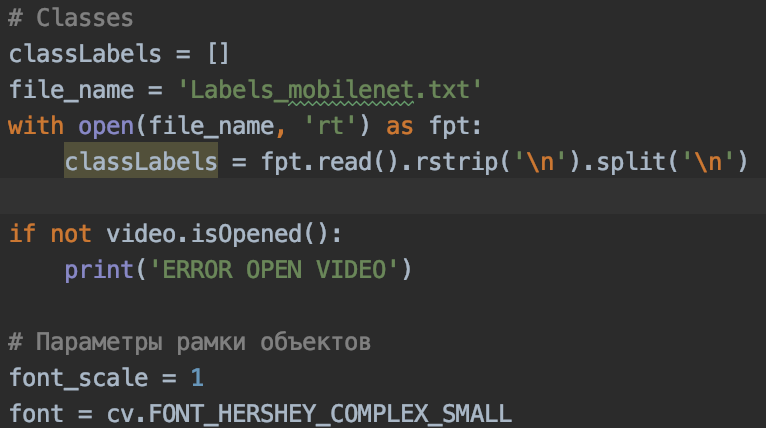 # Classes
classLabels = []
file_name = 'Labels_mobilenet.txt'
with open(file_name, 'rt') as fpt:
    classLabels = fpt.read().rstrip('\n').split('\n')
if not video.isOpened():
    print('ERROR OPEN VIDEO')
# Параметры рамки объектов
font_scale = 1
font = cv.FONT_HERSHEY_COMPLEX_SMALL